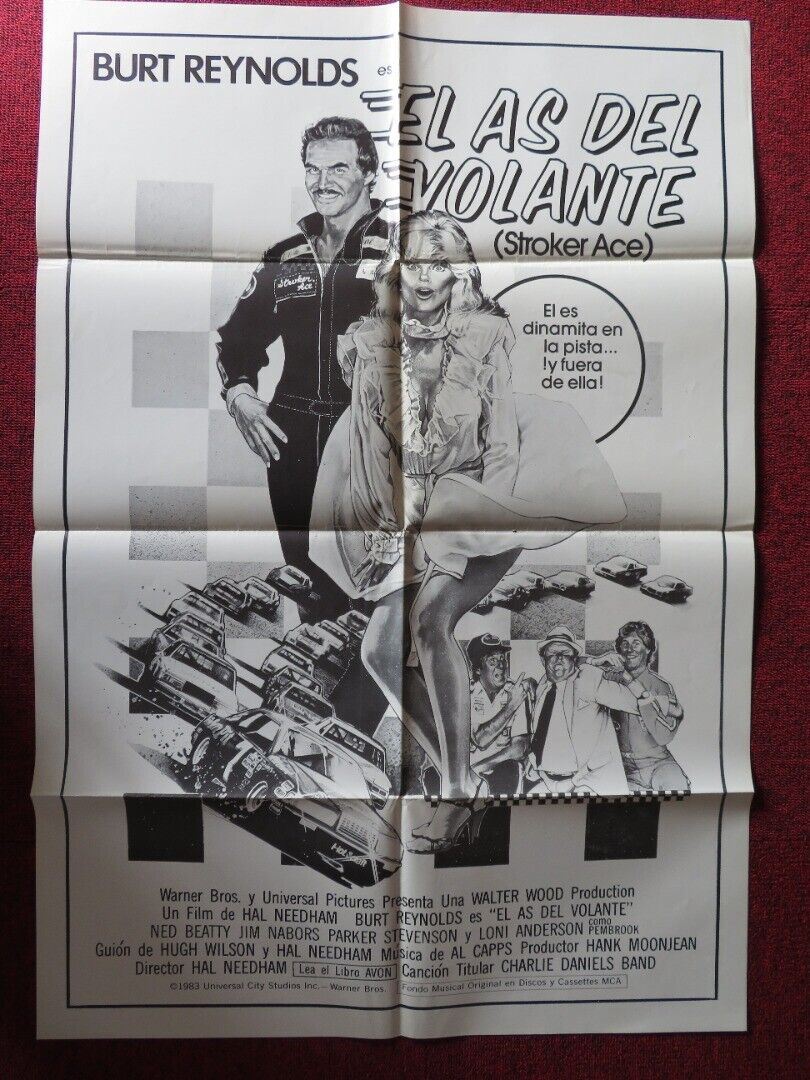 BURT REYNOLDS es
EL AS DEL
VOLANTE
(Stroker Ace)
El es
dinamita en
la pista...
!y fuera
de ella!
Stroker
Ace
Warner Bros. y Universal Pictures Presenta Una WALTER WOOD Production
Un Film de HAL NEEDHAM BURT REYNOLDS es "EL AS DEL VOLANTE"
NED BEATTY JIM NABORS PARKER STEVENSON y LONI ANDERSON como PEMBROOK
Guión de HUGH WILSON y HAL NEEDHAM Música de AL CAPPS Productor HANK MOONJEAN
Director HAL NEEDHAM Lea el Libro AVON Canción Titular CHARLIE DANIELS BAND
©1983 Universal City Studios Inc.– Warner Bros. Fondo Musical Original en Discos y Cassettes MCA